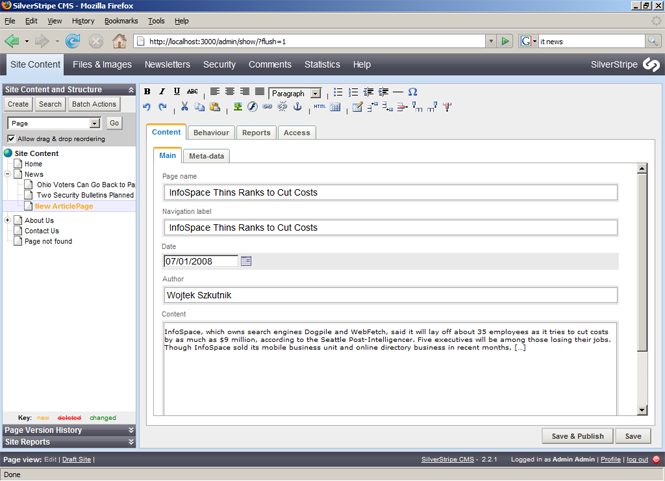 SilverStripe CMS - Mozilla Firefox
File Edit View History Bookmarks Tools Help
http://localhost:3000/admin/show/?flush=1
it news
Site Content Files & Images Newsletters Security Comments Statistics Help SilverStripe
Site Content and Structure
Create Search Batch Actions
Page Go
Allow drag & drop reordering
Site Content
Home
News
Ohio Voters Can Go Back to Pa
Two Security Bulletins Planned
New ArticlePage
About Us
Contact Us
Page not found
Key: new deleted changed
Page Version History
Site Reports
B I U ABC Paragraph
HTML
Content Behaviour Reports Access
Main Meta-data
Page name
InfoSpace Thins Ranks to Cut Costs
Navigation label
InfoSpace Thins Ranks to Cut Costs
Date
07/01/2008
Author
Wojtek Szkutnik
Content
InfoSpace, which owns search engines Dogpile and WebFetch, said it will lay off about 35 employees as it tries to cut costs
by as much as $9 million, according to the Seattle Post-Intelligencer. Five executives will be among those losing their jobs.
Though InfoSpace sold its mobile business unit and online directory business in recent months, [...]
Save & Publish Save
Page view: Edit | Draft Site | SilverStripe CMS - 2.2.1 Logged in as Admin Admin | Profile | log out
Done